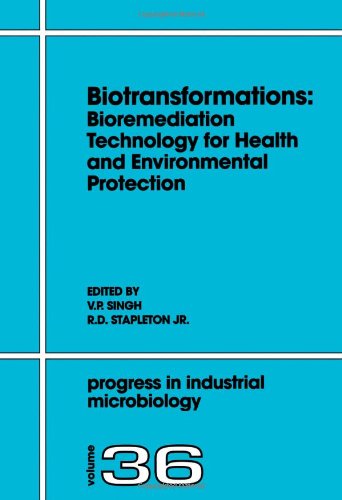 Biotransformations:
Bioremediation
Technology for Health
and Environmental
Protection
EDITED BY
V.P. SINGH
R.D. STAPLETON JR.
progress in industrial
microbiology
volume 36